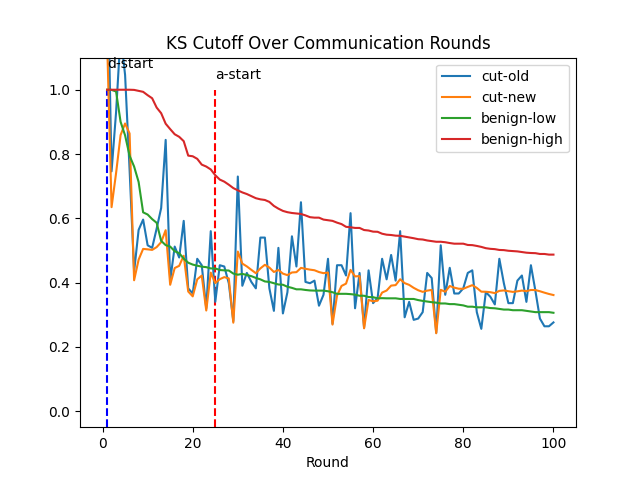 KS Cutoff Over Communication Rounds
d-start
a-start
cut-old
cut-new
benign-low
benign-high
1.0
0.8
0.6
0.4
0.2
0.0
0
20
40
60
80
100
Round